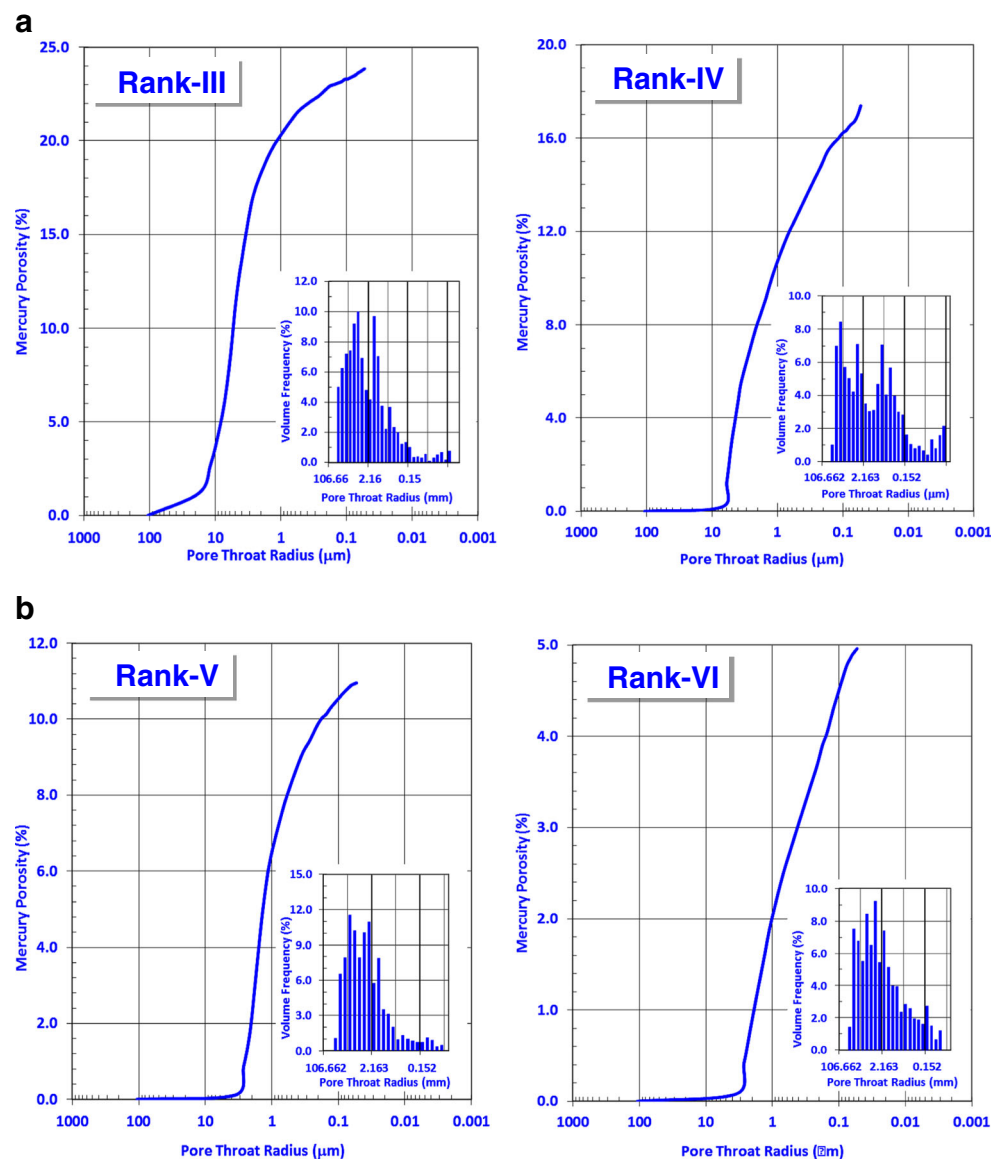 a
Rank-III
25.0
20.0
15.0
10.0
5.0
0.0
Mercury Porosity (%)
1000 100 10 1 0.1 0.01 0.001
Pore Throat Radius (μm)
12.0
10.0
8.0
6.0
4.0
2.0
0.0
Volume Frequency (%)
106.66 2.16 0.15
Pore Throat Radius (mm)
Rank-IV
20.0
16.0
12.0
8.0
4.0
0.0
Mercury Porosity (%)
1000 100 10 1 0.1 0.01 0.001
Pore Throat Radius (μm)
10.0
8.0
6.0
4.0
2.0
0.0
Volume Frequency (%)
106.662 2.163 0.152
Pore Throat Radius (μm)
b
Rank-V
12.0
10.0
8.0
6.0
4.0
2.0
0.0
Mercury Porosity (%)
1000 100 10 1 0.1 0.01 0.001
Pore Throat Radius (μm)
15.0
12.0
9.0
6.0
3.0
0.0
Volume Frequency (%)
106.662 2.163 0.152
Pore Throat Radius (mm)
Rank-VI
5.0
4.0
3.0
2.0
1.0
0.0
Mercury Porosity (%)
1000 100 10 1 0.1 0.01 0.001
Pore Throat Radius (�m)
10.0
8.0
6.0
4.0
2.0
0.0
Volume Frequency (%)
106.662 2.163 0.152
Pore Throat Radius (mm)